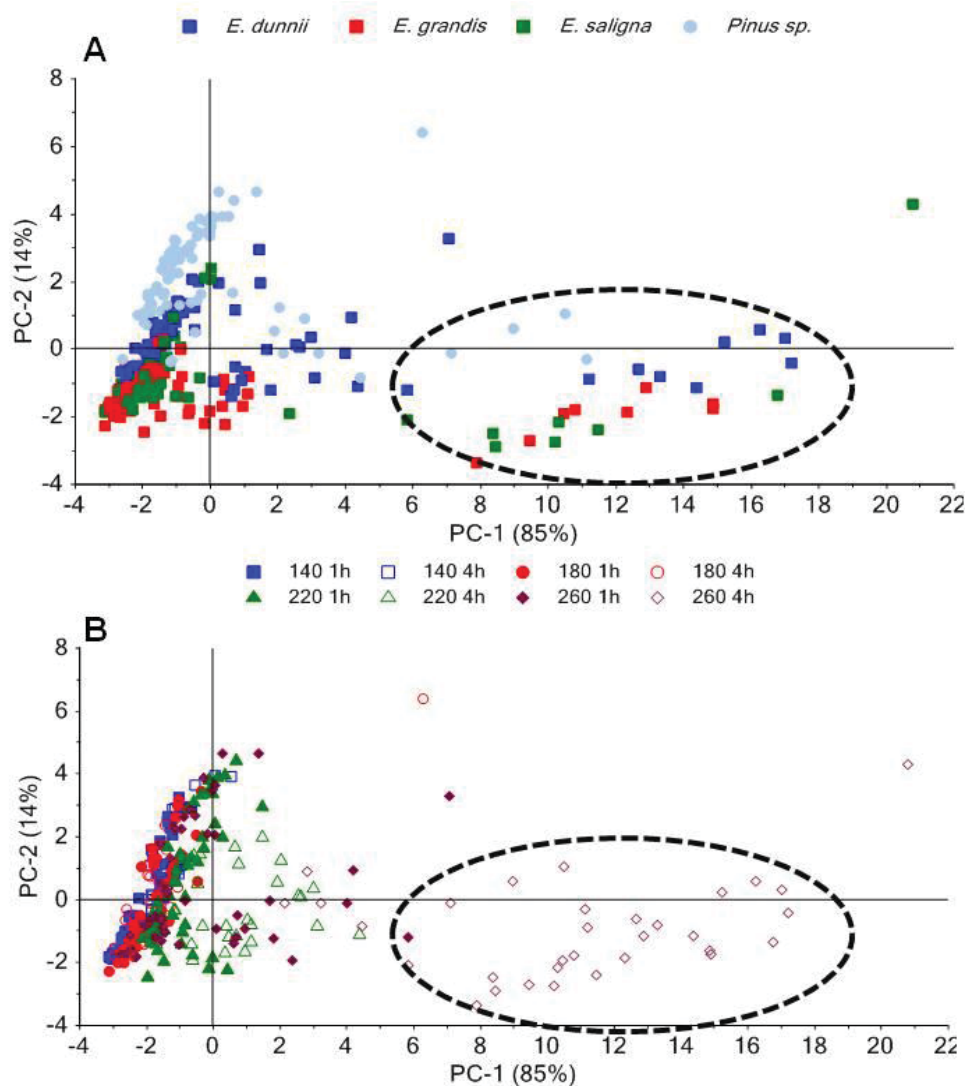 E. dunnii E. grandis E. saligna Pinus sp.
A
8
6
4
2
0
-2
-4
PC-2 (14%)
-4 -2 0 2 4 6 8 10 12 14 16 18 20 22
PC-1 (85%)
140 1h 140 4h 180 1h 180 4h
220 1h 220 4h 260 1h 260 4h
B
8
6
4
2
0
-2
-4
PC-2 (14%)
-4 -2 0 2 4 6 8 10 12 14 16 18 20 22
PC-1 (85%)